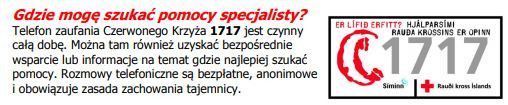 Gdzie mogę szukać pomocy specjalisty?
Telefon zaufania Czerwonego Krzyża 1717 jest czynny
całą dobę. Można tam również uzyskać bezpośrednie
wsparcie lub informacje na temat gdzie najlepiej szukać
pomocy. Rozmowy telefoniczne są bezpłatne, anonimowe
i obowiązuje zasada zachowania tajemnicy.
ER LÍFIÐ ERFITT? HJÁLPARSÍMI
RAUÐA KROSSINS ER OPINN
1717
Síminn
Rauði kross Íslands